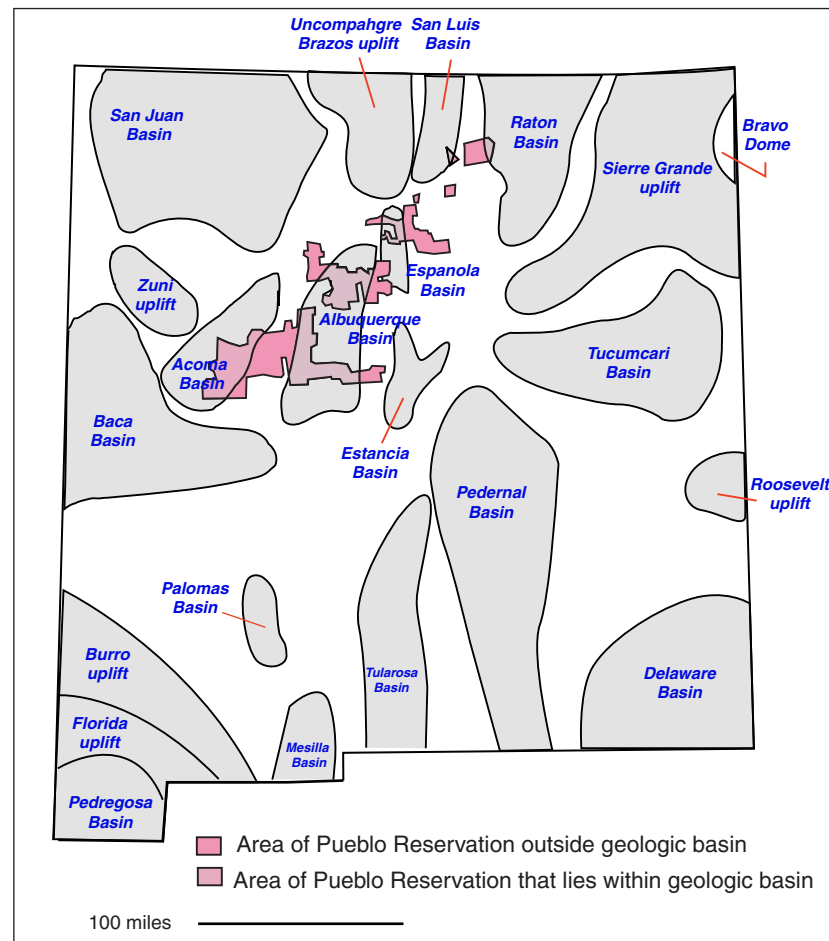 Uncompahgre
Brazos uplift
San Luis
Basin
San Juan
Basin
Raton
Basin
Bravo
Dome
Sierre Grande
uplift
Zuni
uplift
Espanola
Basin
Albuquerque
Basin
Acoma
Basin
Tucumcari
Basin
Baca
Basin
Estancia
Basin
Pedernal
Basin
Roosevelt
uplift
Palomas
Basin
Burro
uplift
Tularosa
Basin
Delaware
Basin
Florida
uplift
Mesilla
Basin
Pedregosa
Basin
Area of Pueblo Reservation outside geologic basin
Area of Pueblo Reservation that lies within geologic basin
100 miles